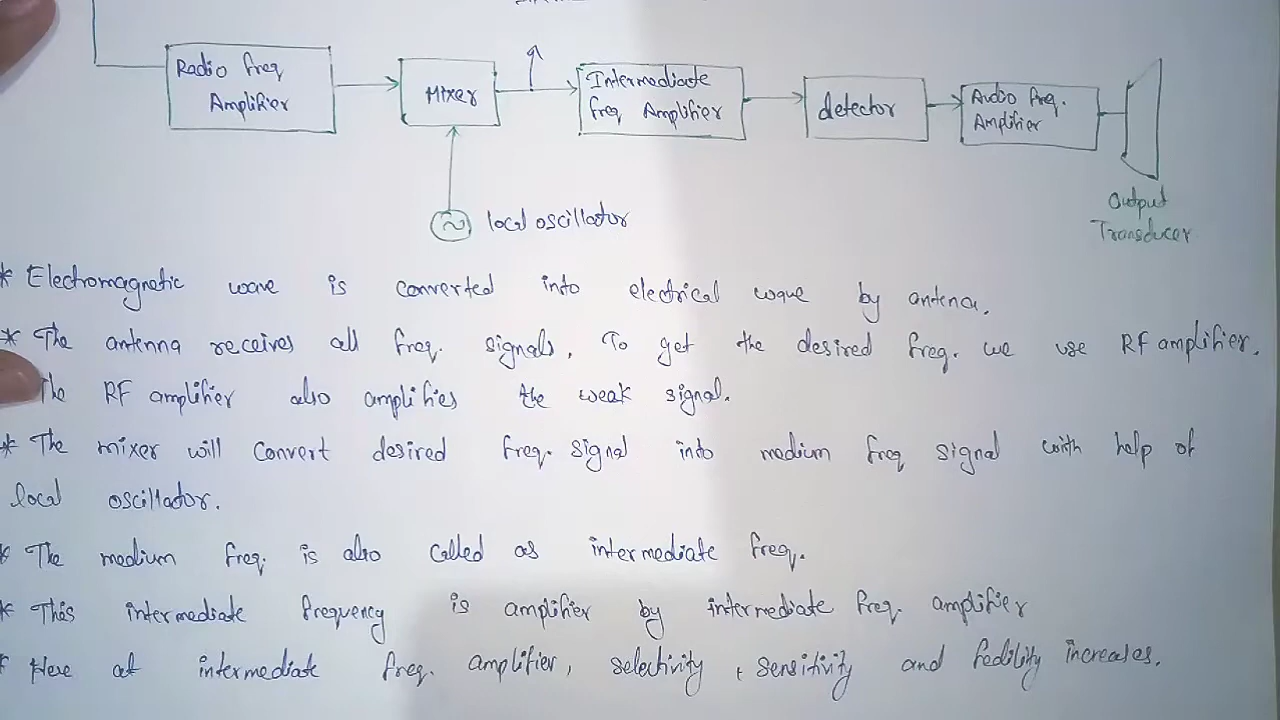 Radio freq
Amplifier
Mixer
Intermediate
freq Amplifier
detector
Audio freq.
Amplifier
local oscillator
Output
Transducer
* Electromagnetic wave is converted into electrical wave by antena.
* The antenna receives all freq. signals. To get the desired freq. we use RF amplifier.
The RF amplifier also amplifies the weak signal.
* The mixer will convert desired freq. signal into medium freq signal with help of
local oscillator.
* The medium freq. is also called as intermediate freq.
* This intermediate frequency is amplifier by intermediate freq. amplifier
* Here at intermediate freq. amplifier, selectivity, sensitivity and fedility increases.